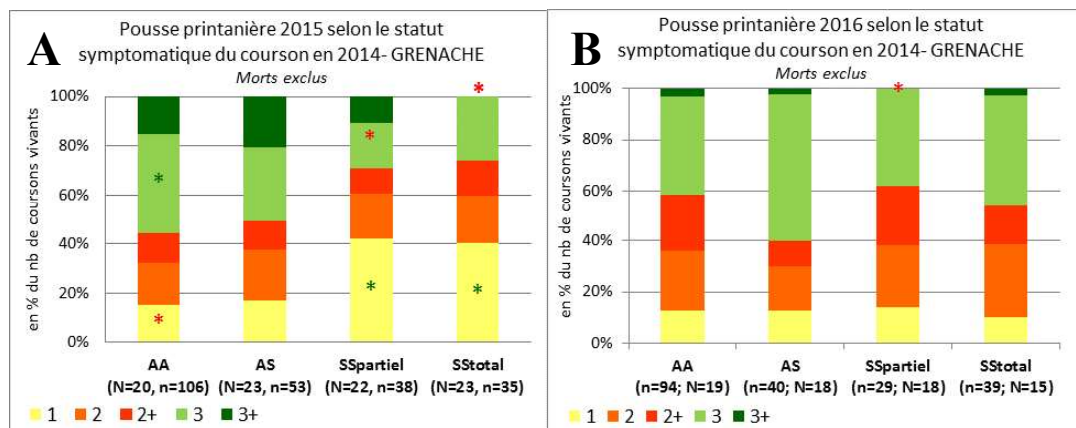 A
Pousse printanière 2015 selon le statut
symptomatique du courson en 2014- GRENACHE
Morts exclus
en % du nb de coursons vivants
100%
80%
60%
40%
20%
0%
*
*
*
*
*
*
AA
(N=20, n=106)
AS
(N=23, n=53)
SSpartiel
(N=22, n=38)
SStotal
(N=23, n=35)
1 2 2+ 3 3+
B
Pousse printanière 2016 selon le statut
symptomatique du courson en 2014- GRENACHE
Morts exclus
en % du nb de coursons vivants
100%
80%
60%
40%
20%
0%
*
AA
(n=94; N=19)
AS
(n=40; N=18)
SSpartiel
(n=29; N=18)
SStotal
(n=39; N=15)
1 2 2+ 3 3+